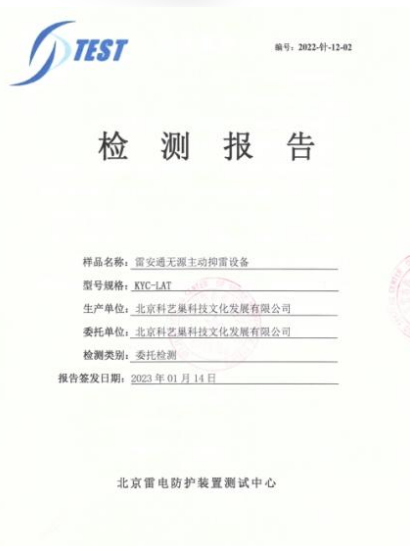 TEST
编号：2022-针-12-02
检测报告
样品名称：雷安通无源主动抑雷设备
型号规格：KYC-LAT
生产单位：北京科艺巢科技文化发展有限公司
委托单位：北京科艺巢科技文化发展有限公司
检测类别：委托检测
报告签发日期：2023 年 01 月 14 日
北京雷电防护装置测试中心